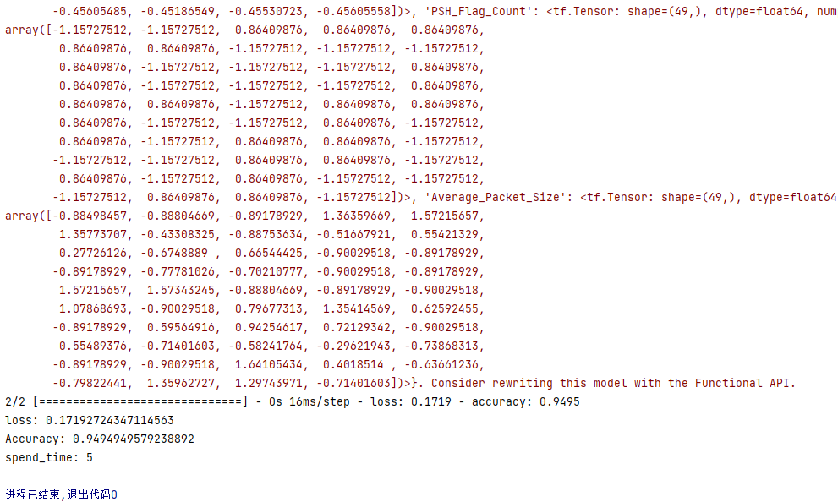 -0.45605485, -0.45186549, -0.45530723, -0.45605558])>, 'PSH_Flag_Count': <tf.Tensor: shape=(49,), dtype=float64, num
array([-1.15727512, -1.15727512, 0.86409876, 0.86409876, 0.86409876,
0.86409876, 0.86409876, -1.15727512, -1.15727512, -1.15727512,
0.86409876, -1.15727512, -1.15727512, -1.15727512, 0.86409876,
0.86409876, -1.15727512, -1.15727512, 0.86409876, -1.15727512,
0.86409876, 0.86409876, -1.15727512, 0.86409876, 0.86409876,
0.86409876, -1.15727512, -1.15727512, 0.86409876, -1.15727512,
0.86409876, -1.15727512, 0.86409876, 0.86409876, -1.15727512,
-1.15727512, -1.15727512, 0.86409876, 0.86409876, -1.15727512,
0.86409876, 0.86409876, 0.86409876, -1.15727512, -1.15727512,
-1.15727512, 0.86409876, 0.86409876, -1.15727512])>, 'Average_Packet_Size': <tf.Tensor: shape=(49,), dtype=float64
array([-0.88498457, -0.88804669, -0.89178929, 1.36359669, 1.57215657,
1.35773707, -0.43308325, -0.88753634, -0.51667921, 0.55421329,
0.27726126, -0.6748889 , 0.66544425, -0.90029518, -0.89178929,
-0.89178929, -0.77781026, -0.70210777, -0.90029518, -0.89178929,
1.57215657, 1.57343245, -0.88804669, -0.89178929, -0.90029518,
1.07868693, -0.90029518, 0.79677313, 1.35414569, 0.62592455,
-0.89178929, 0.59564916, 0.94254617, 0.72129342, -0.90029518,
0.55489376, -0.71401603, -0.58241764, -0.29621943, -0.73868313,
-0.89178929, -0.90029518, 1.64105434, 0.4018514 , -0.63661236,
-0.79822441, 1.35962727, 1.29743971, -0.71401603])>}. Consider rewriting this model with the Functional API.
2/2 [==============================] - 0s 16ms/step - loss: 0.1719 - accuracy: 0.9495
loss: 0.17192724347114563
Accuracy: 0.9494949579238892
spend_time: 5
进程已结束,退出代码0